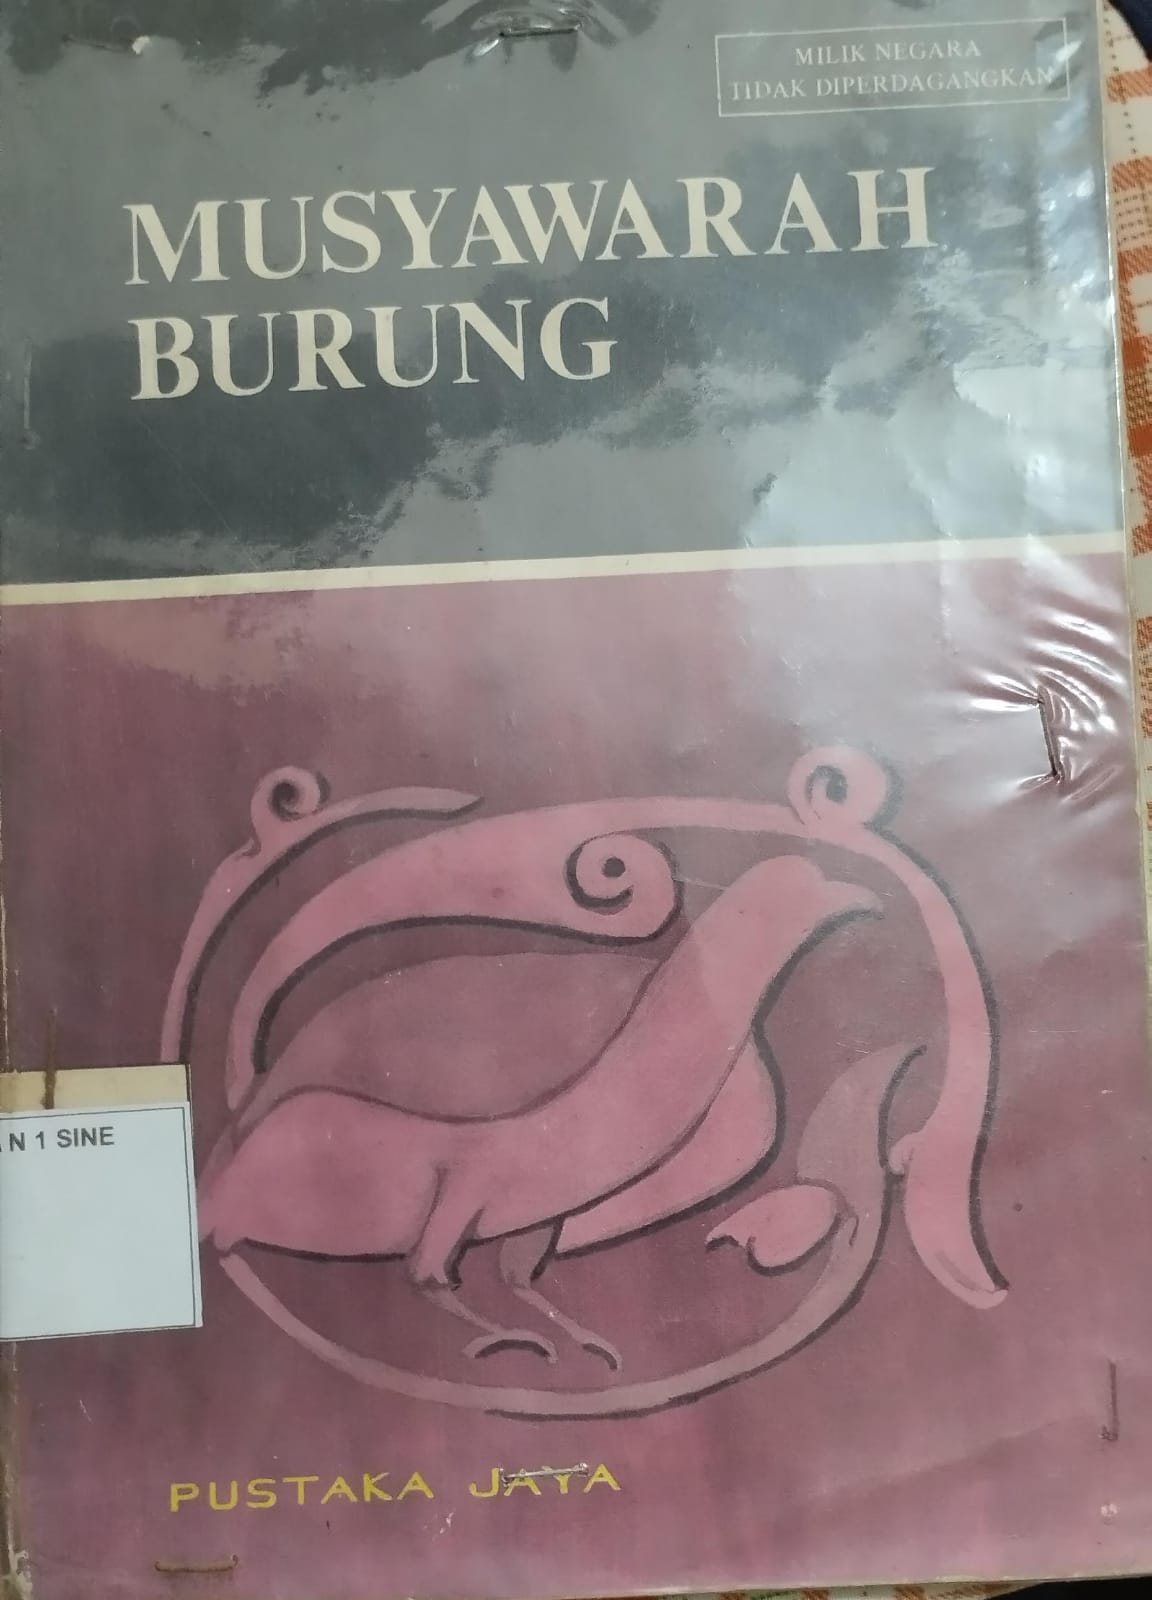 MILIK NEGARA
TIDAK DIPERDAGANGKAN
MUSYAWARAH
BURUNG
N 1 SINE
PUSTAKA JAYA